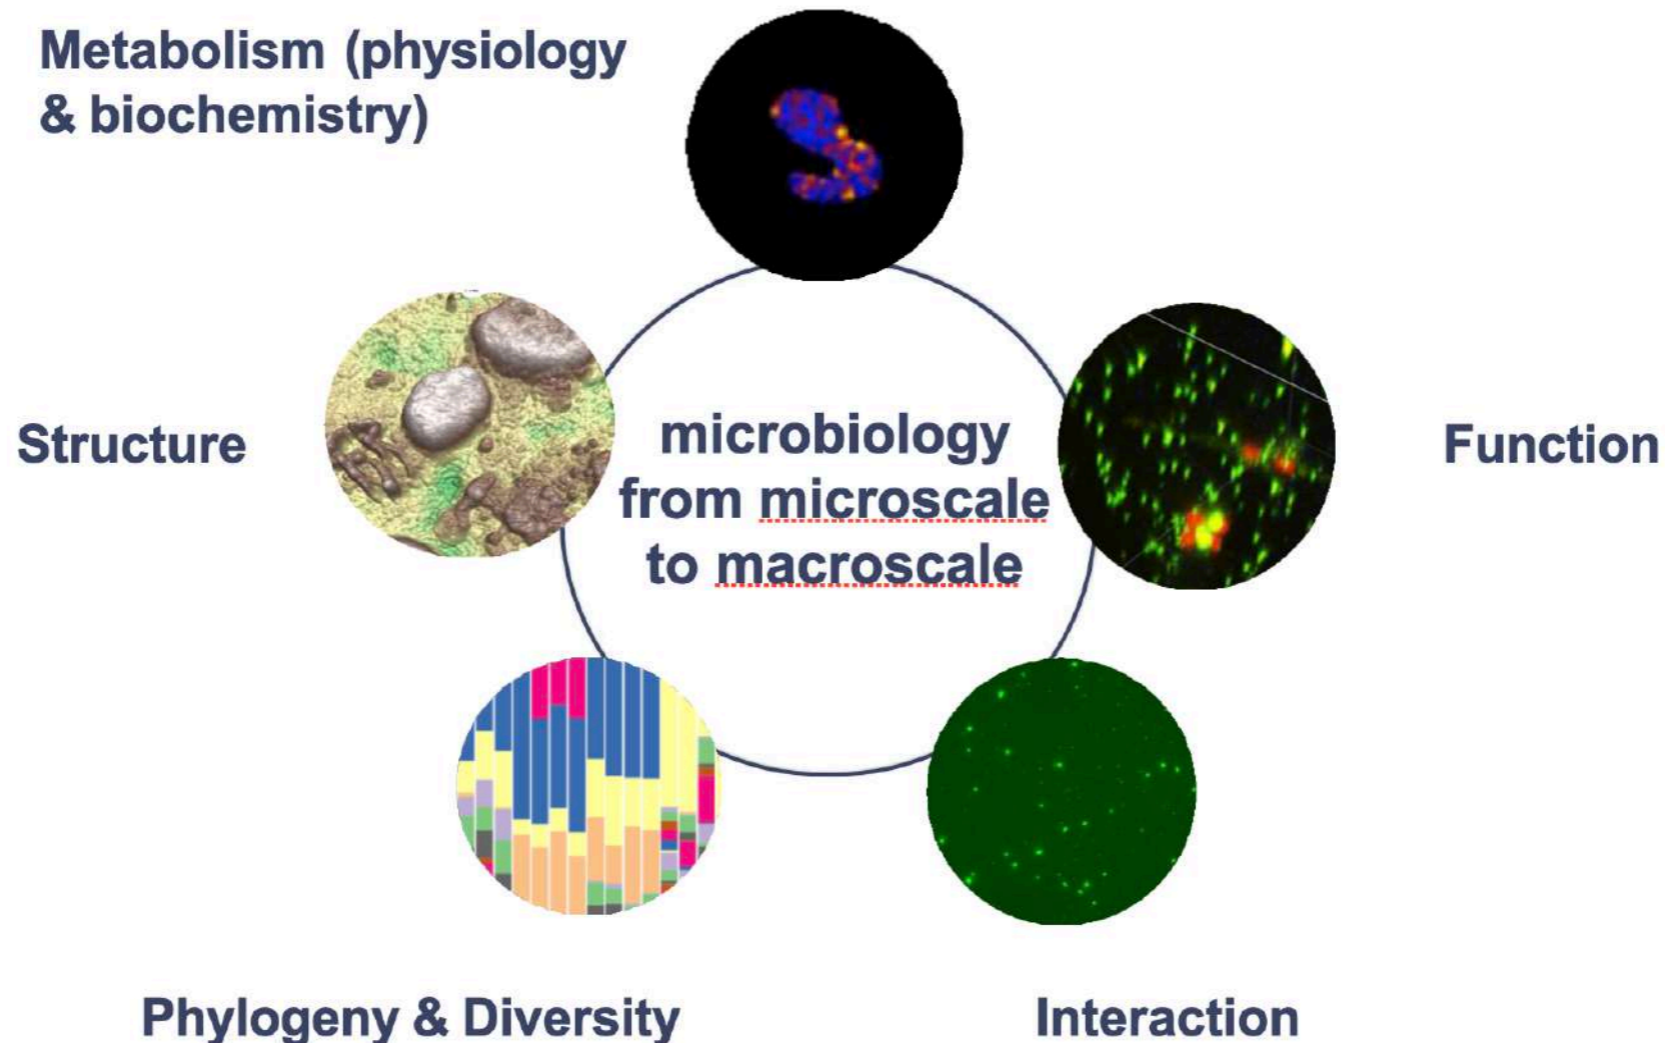 Metabolism (physiology
& biochemistry)
Structure
microbiology
from microscale
to macroscale
Function
Phylogeny & Diversity
Interaction